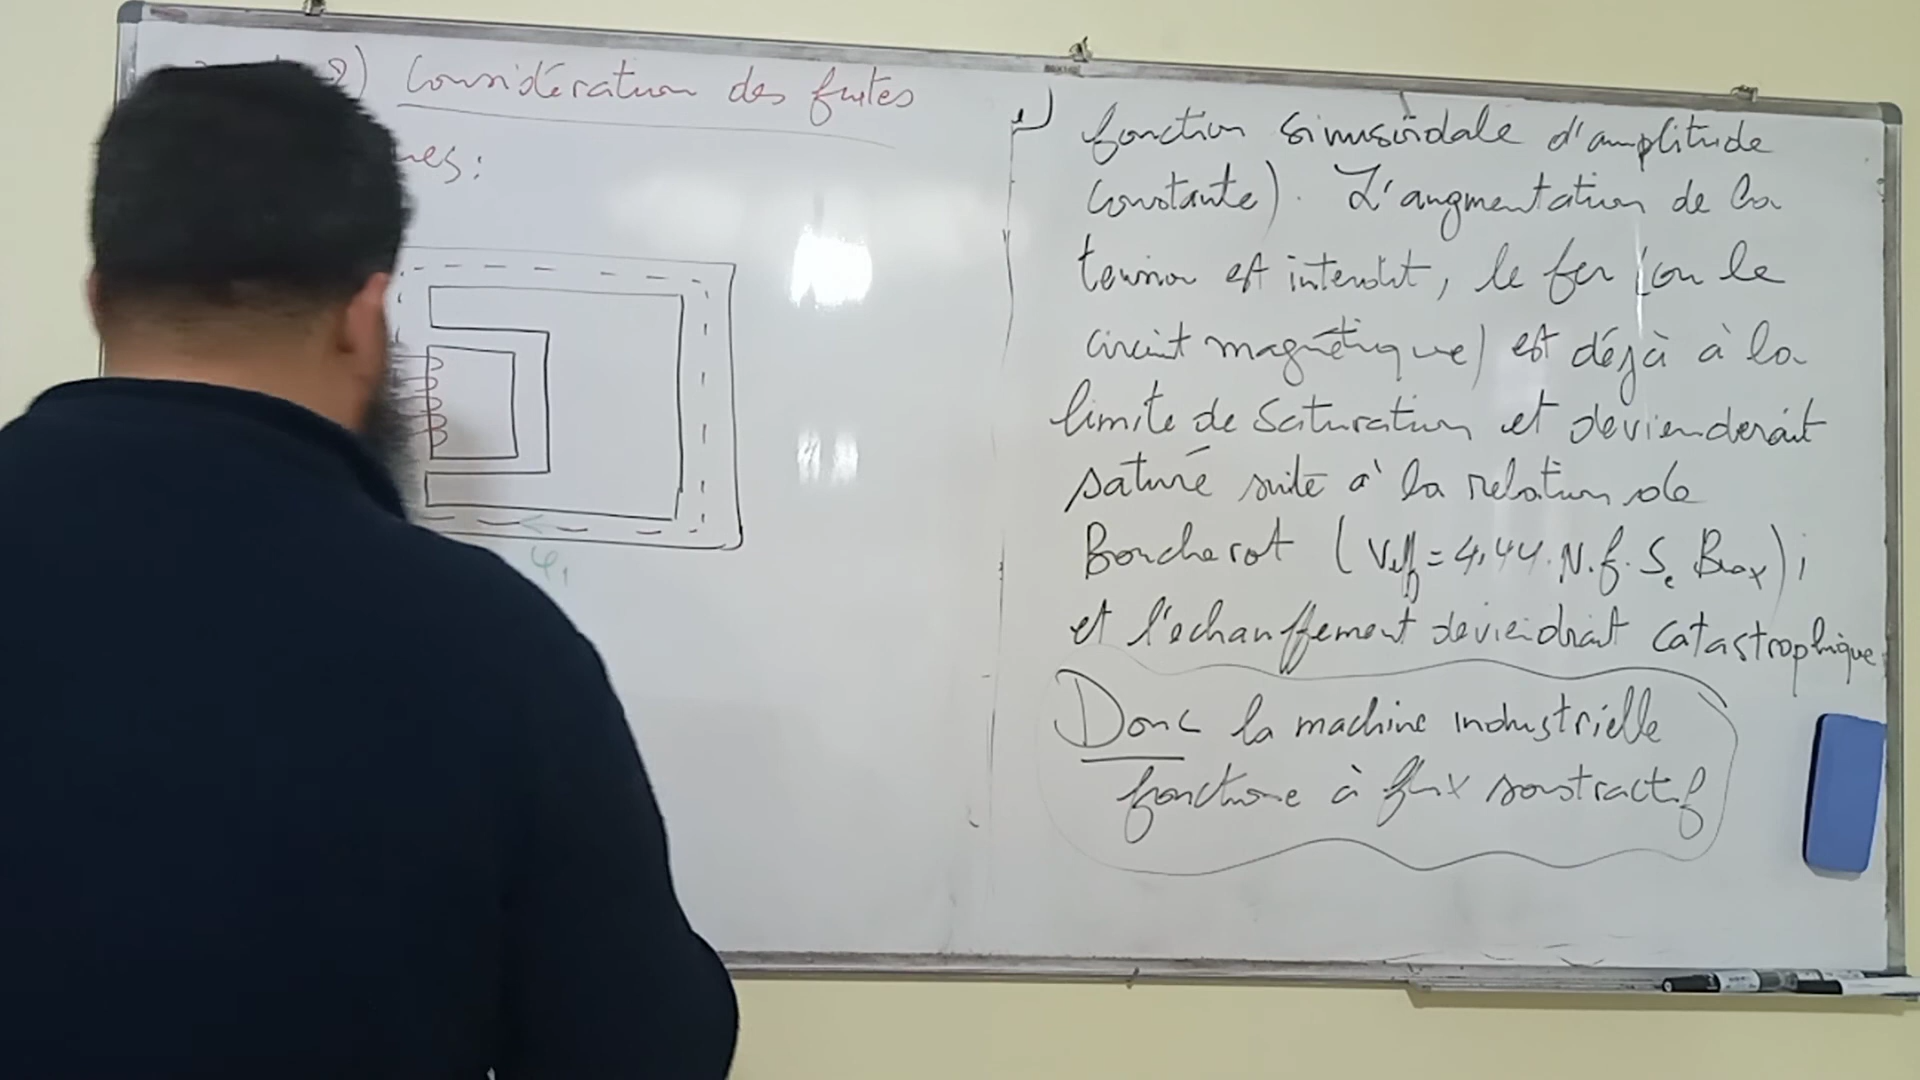 2) Considération des fuites
ues :
φ₁
fonction sinusoïdale d'amplitude
constante). L'augmentation de la
tension est interdit, le fer (ou le
circuit magnétique) est déjà à la
limite de saturation et deviendrait
saturé suite à la relation de
Boucherot (Veff = 4,44.N.f.Se Bmax) ;
et l'échauffement deviendrait catastrophique
Donc la machine industrielle
fonctionne à flux soustractif